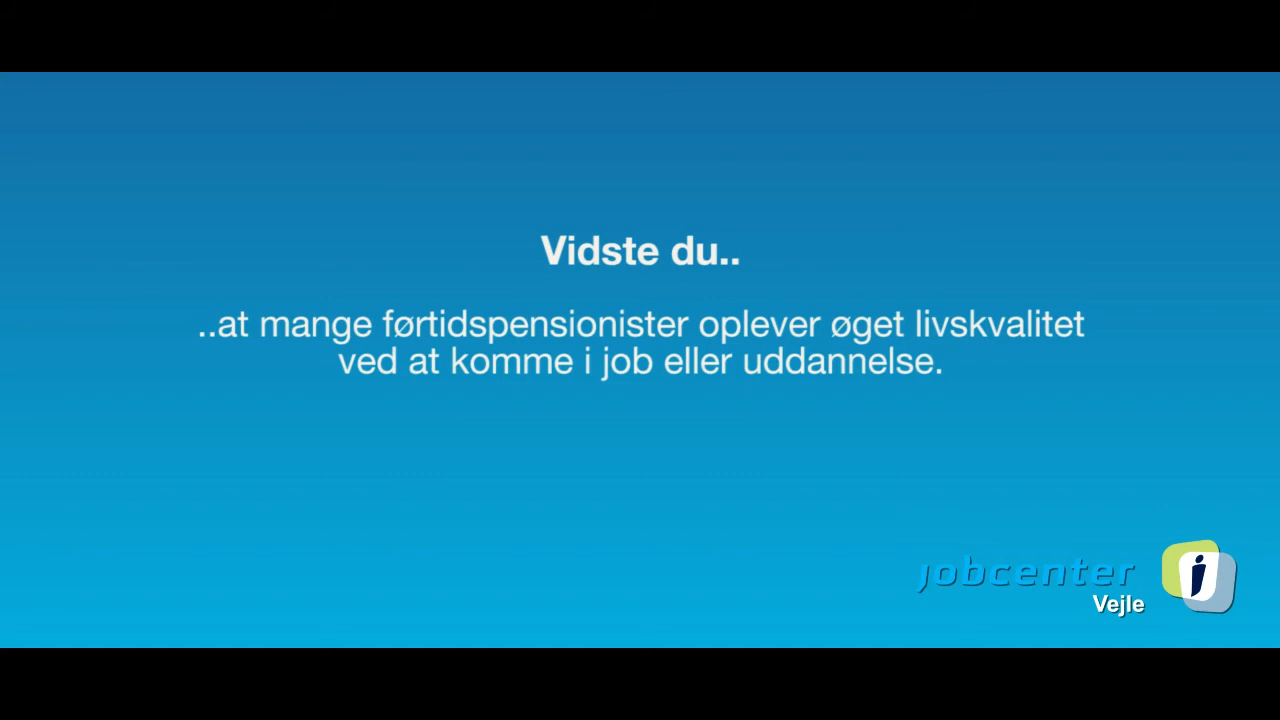 Vidste du..
..at mange førtidspensionister oplever øget livskvalitet
ved at komme i job eller uddannelse.
jobcenter
Vejle